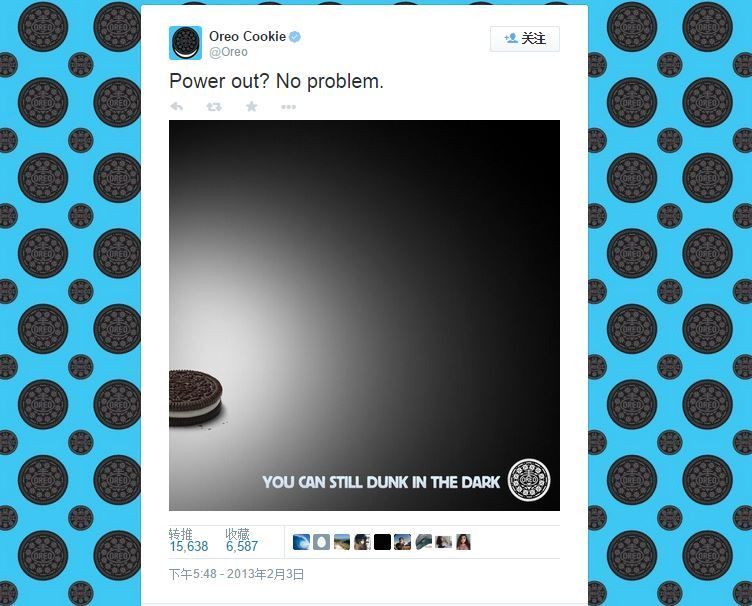 Oreo Cookie
@Oreo
关注
Power out? No problem.
YOU CAN STILL DUNK IN THE DARK
OREO
转推 收藏
15,638 6,587
下午5:48 - 2013年2月3日